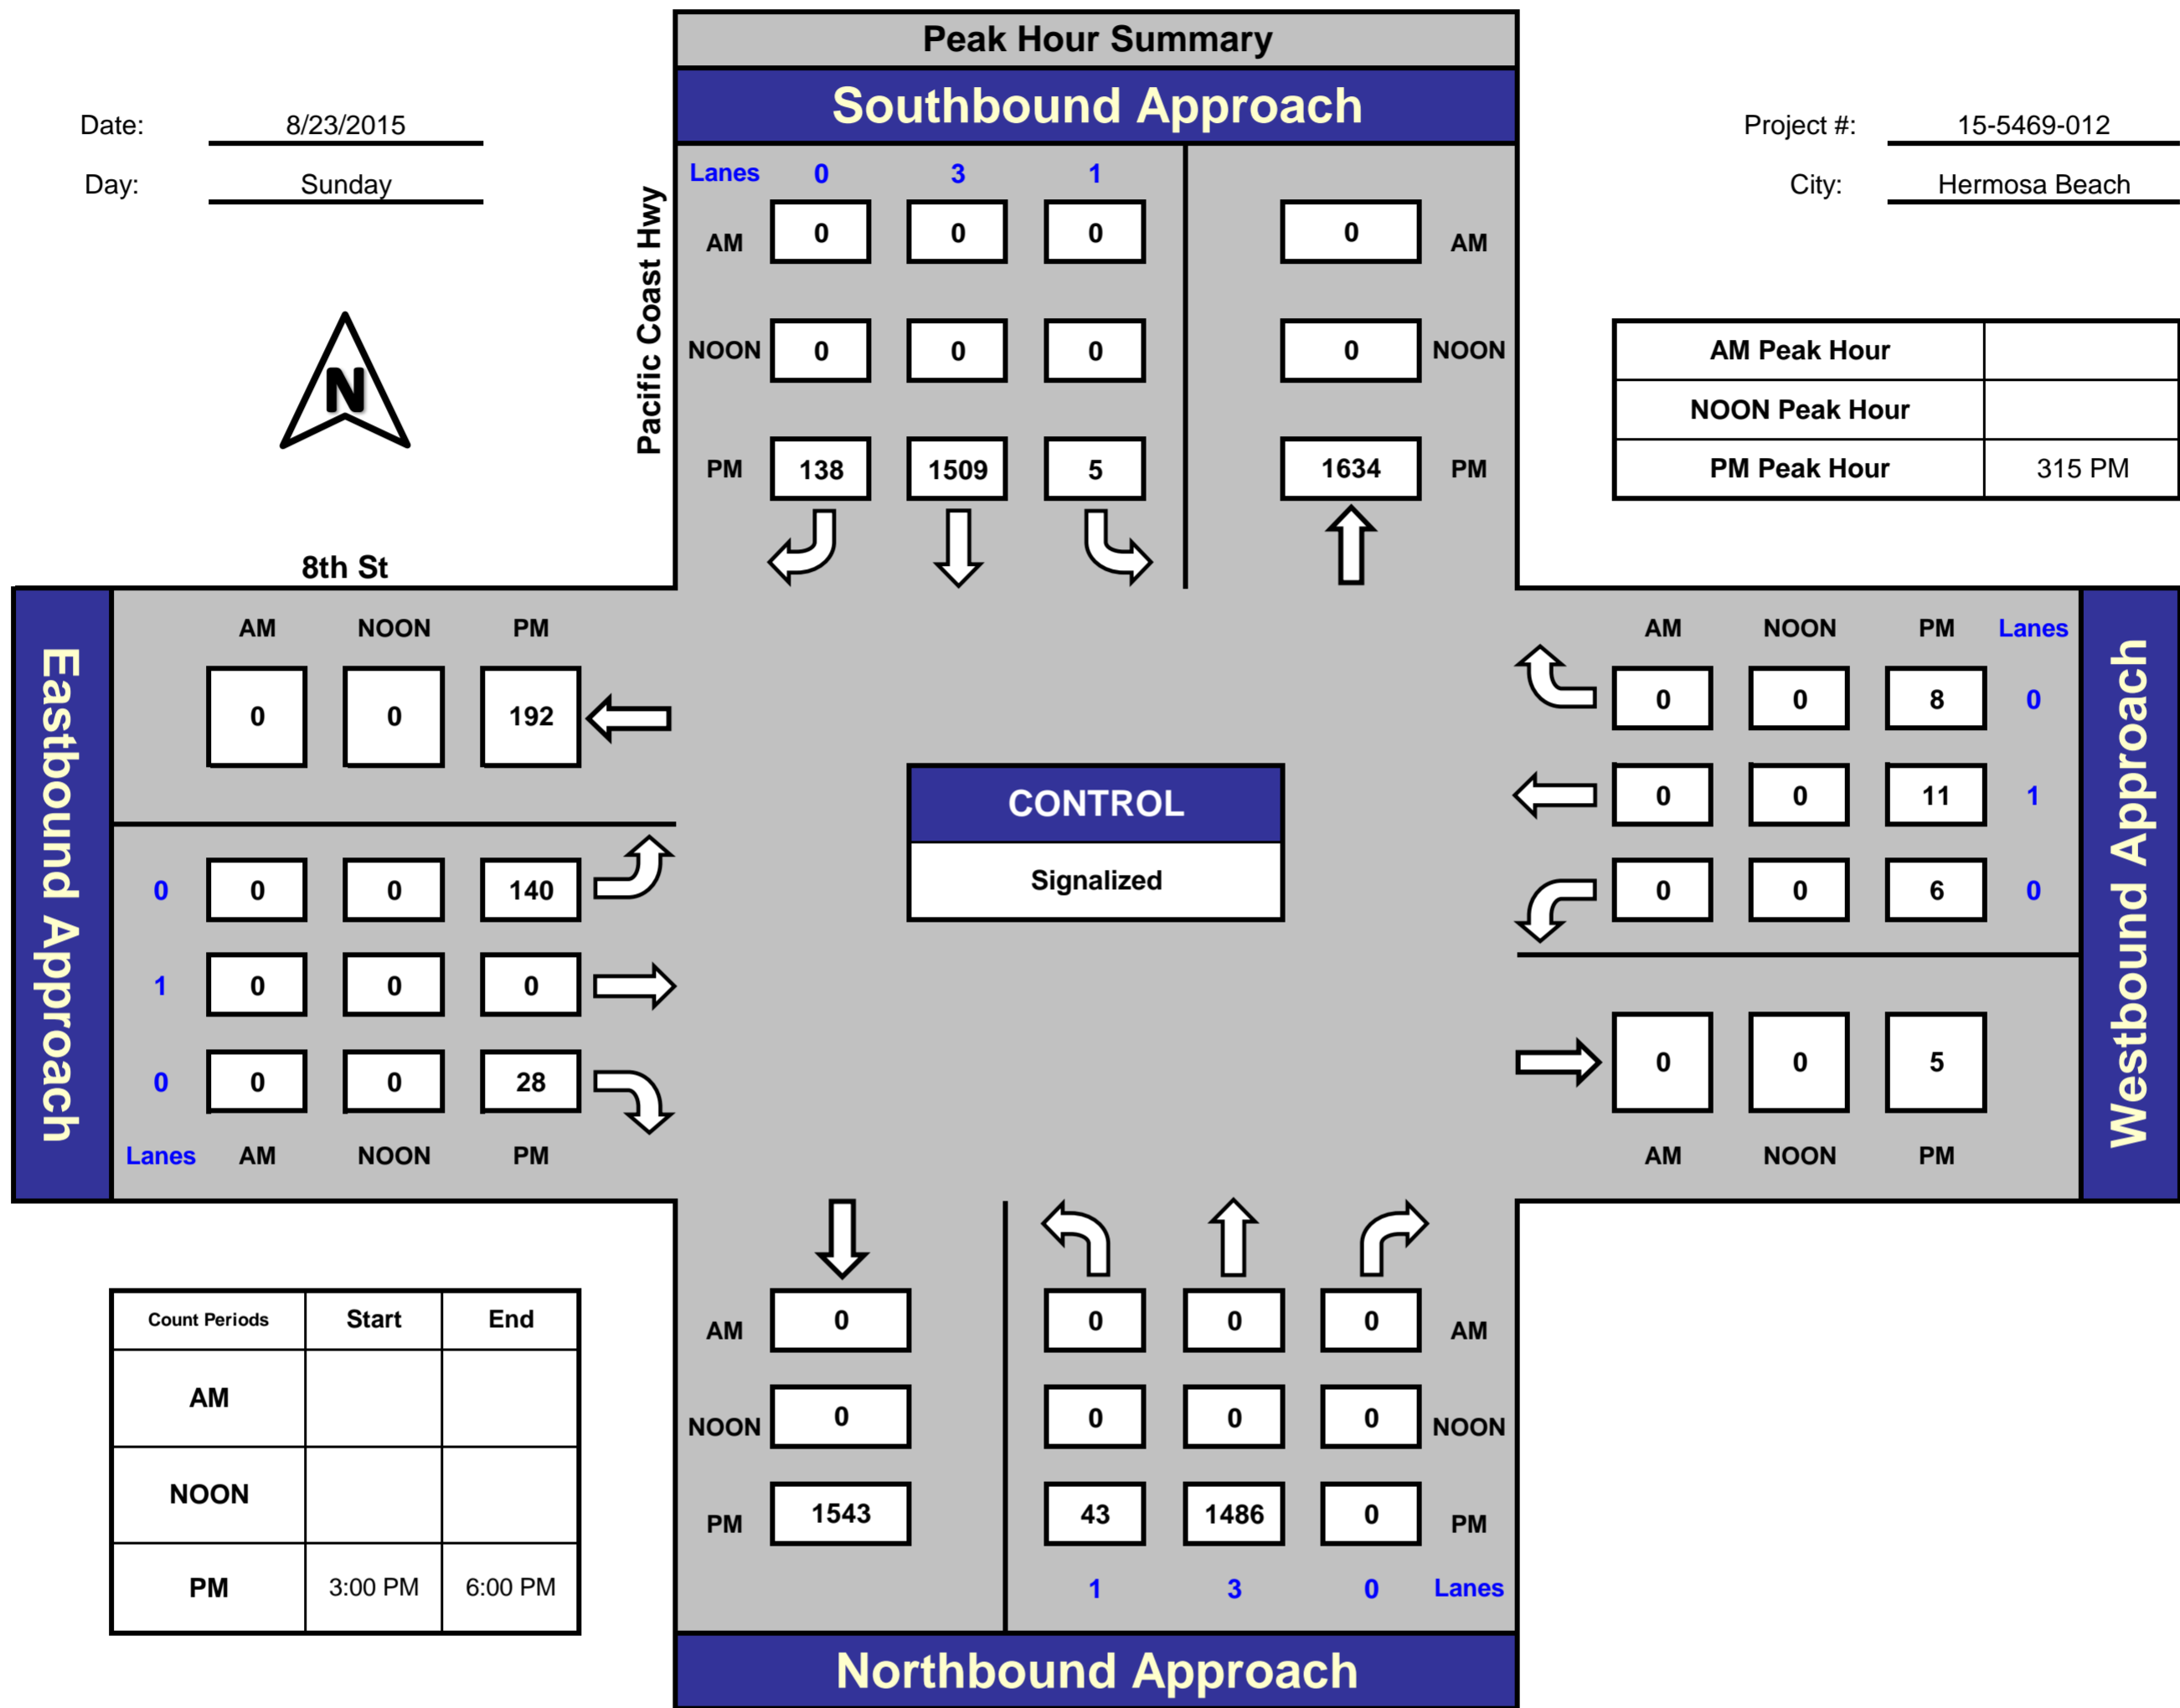 Peak Hour Summary
Southbound Approach
Date: 8/23/2015
Day: Sunday
Project #: 15-5469-012
City: Hermosa Beach
N
Pacific Coast Hwy
Lanes 0 3 1
AM 0 0 0 0 AM
NOON 0 0 0 0 NOON
PM 138 1509 5 1634 PM
AM Peak Hour
NOON Peak Hour
PM Peak Hour 315 PM
8th St
Eastbound Approach
AM NOON PM
0 0 192
0 0 0 140
1 0 0 0
0 0 0 28
Lanes AM NOON PM
CONTROL
Signalized
AM NOON PM Lanes
0 0 8 0
0 0 11 1
0 0 6 0
0 0 5
AM NOON PM
Westbound Approach
Count Periods Start End
AM
NOON
PM 3:00 PM 6:00 PM
AM 0 0 0 0 AM
NOON 0 0 0 0 NOON
PM 1543 43 1486 0 PM
1 3 0 Lanes
Northbound Approach